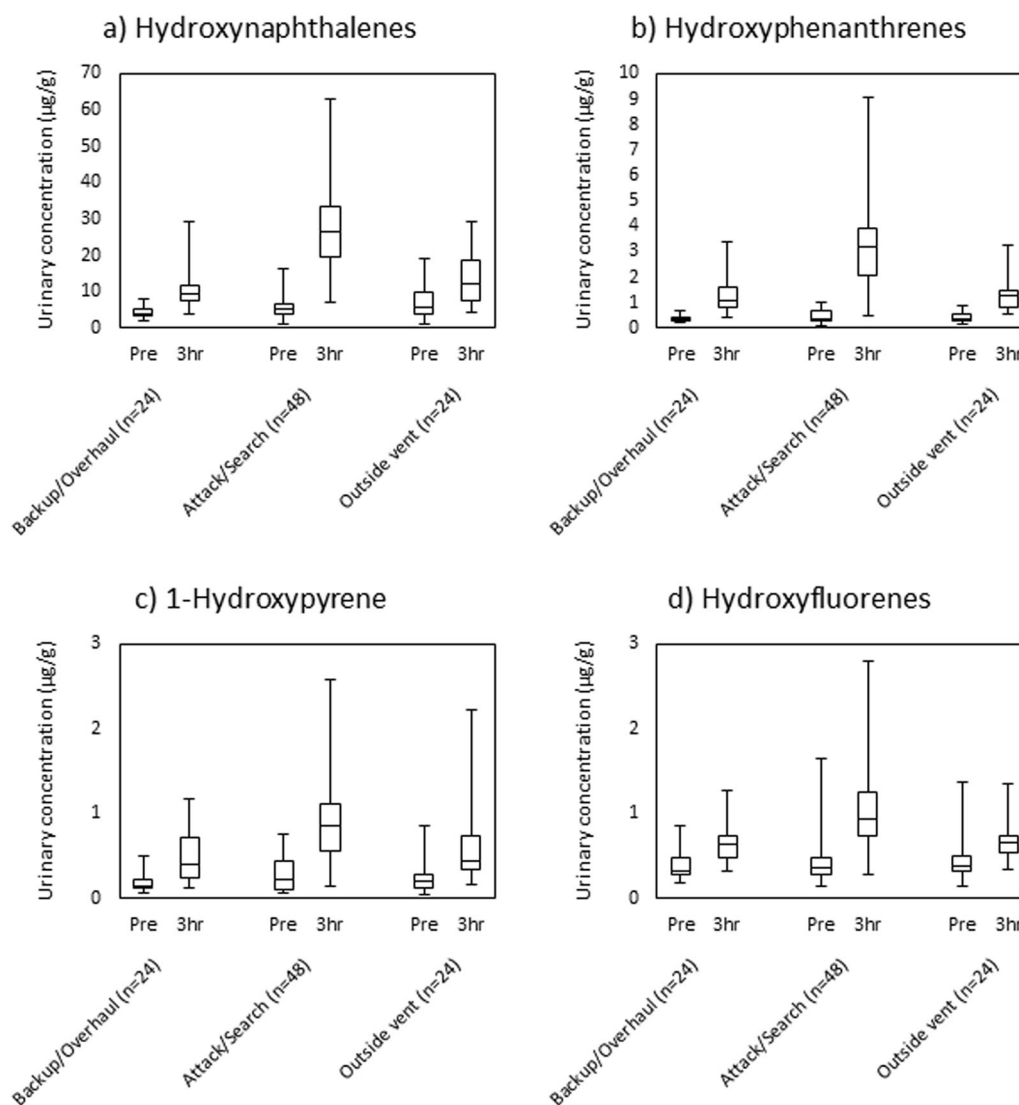 a) Hydroxynaphthalenes
Urinary concentration (µg/g)
70
60
50
40
30
20
10
0
Pre 3hr Pre 3hr Pre 3hr
Backup/Overhaul (n=24)
Attack/Search (n=48)
Outside vent (n=24)
b) Hydroxyphenanthrenes
Urinary concentration (µg/g)
10
9
8
7
6
5
4
3
2
1
0
Pre 3hr Pre 3hr Pre 3hr
Backup/Overhaul (n=24)
Attack/Search (n=48)
Outside vent (n=24)
c) 1-Hydroxypyrene
Urinary concentration (µg/g)
3
2
1
0
Pre 3hr Pre 3hr Pre 3hr
Backup/Overhaul (n=24)
Attack/Search (n=48)
Outside vent (n=24)
d) Hydroxyfluorenes
Urinary concentration (µg/g)
3
2
1
0
Pre 3hr Pre 3hr Pre 3hr
Backup/Overhaul (n=24)
Attack/Search (n=48)
Outside vent (n=24)